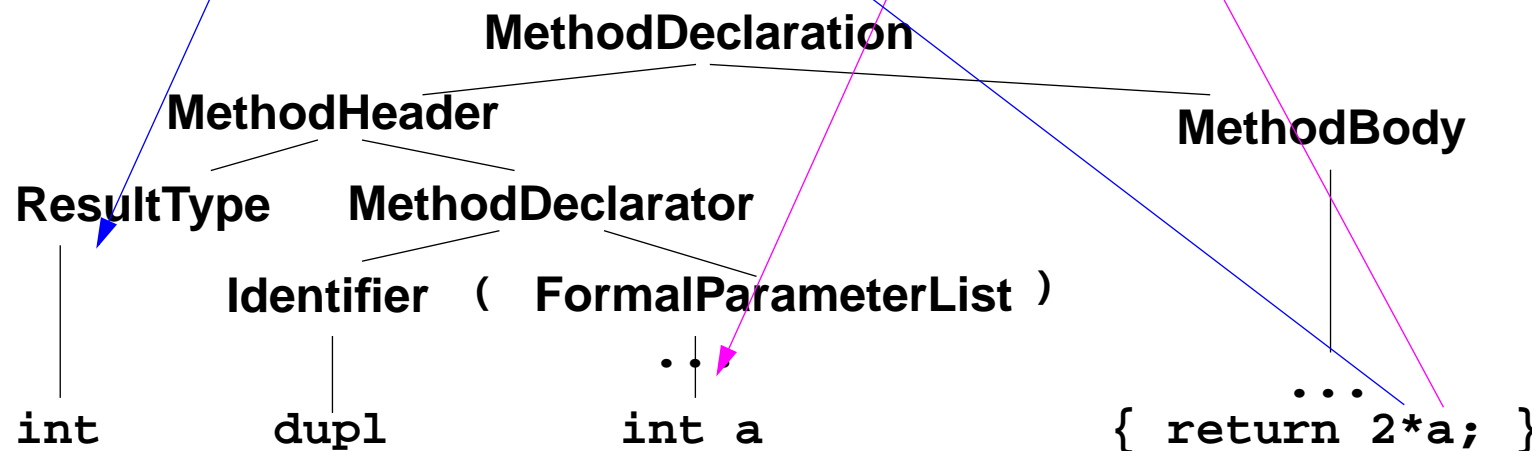 MethodDeclaration
MethodHeader MethodBody
ResultType MethodDeclarator
Identifier ( FormalParameterList )
...
...
int dupl int a { return 2*a; }